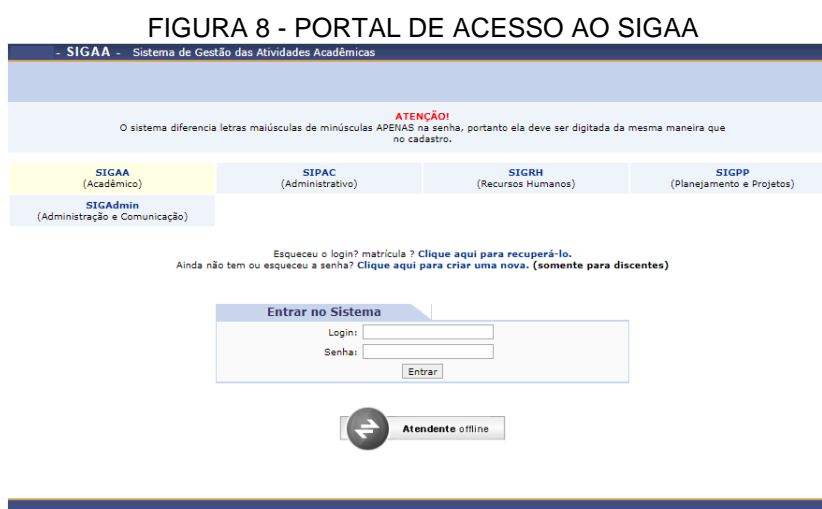 FIGURA 8 - PORTAL DE ACESSO AO SIGAA
- SIGAA - Sistema de Gestão das Atividades Acadêmicas
ATENÇÃO!
O sistema diferencia letras maiúsculas de minúsculas APENAS na senha, portanto ela deve ser digitada da mesma maneira que
no cadastro.
SIGAA SIPAC SIGRH SIGPP
(Acadêmico) (Administrativo) (Recursos Humanos) (Planejamento e Projetos)
SIGAdmin
(Administração e Comunicação)
Esqueceu o login? matrícula ? Clique aqui para recuperá-lo.
Ainda não tem ou esqueceu a senha? Clique aqui para criar uma nova. (somente para discentes)
Entrar no Sistema
Login:
Senha:
Entrar
Atendente offline